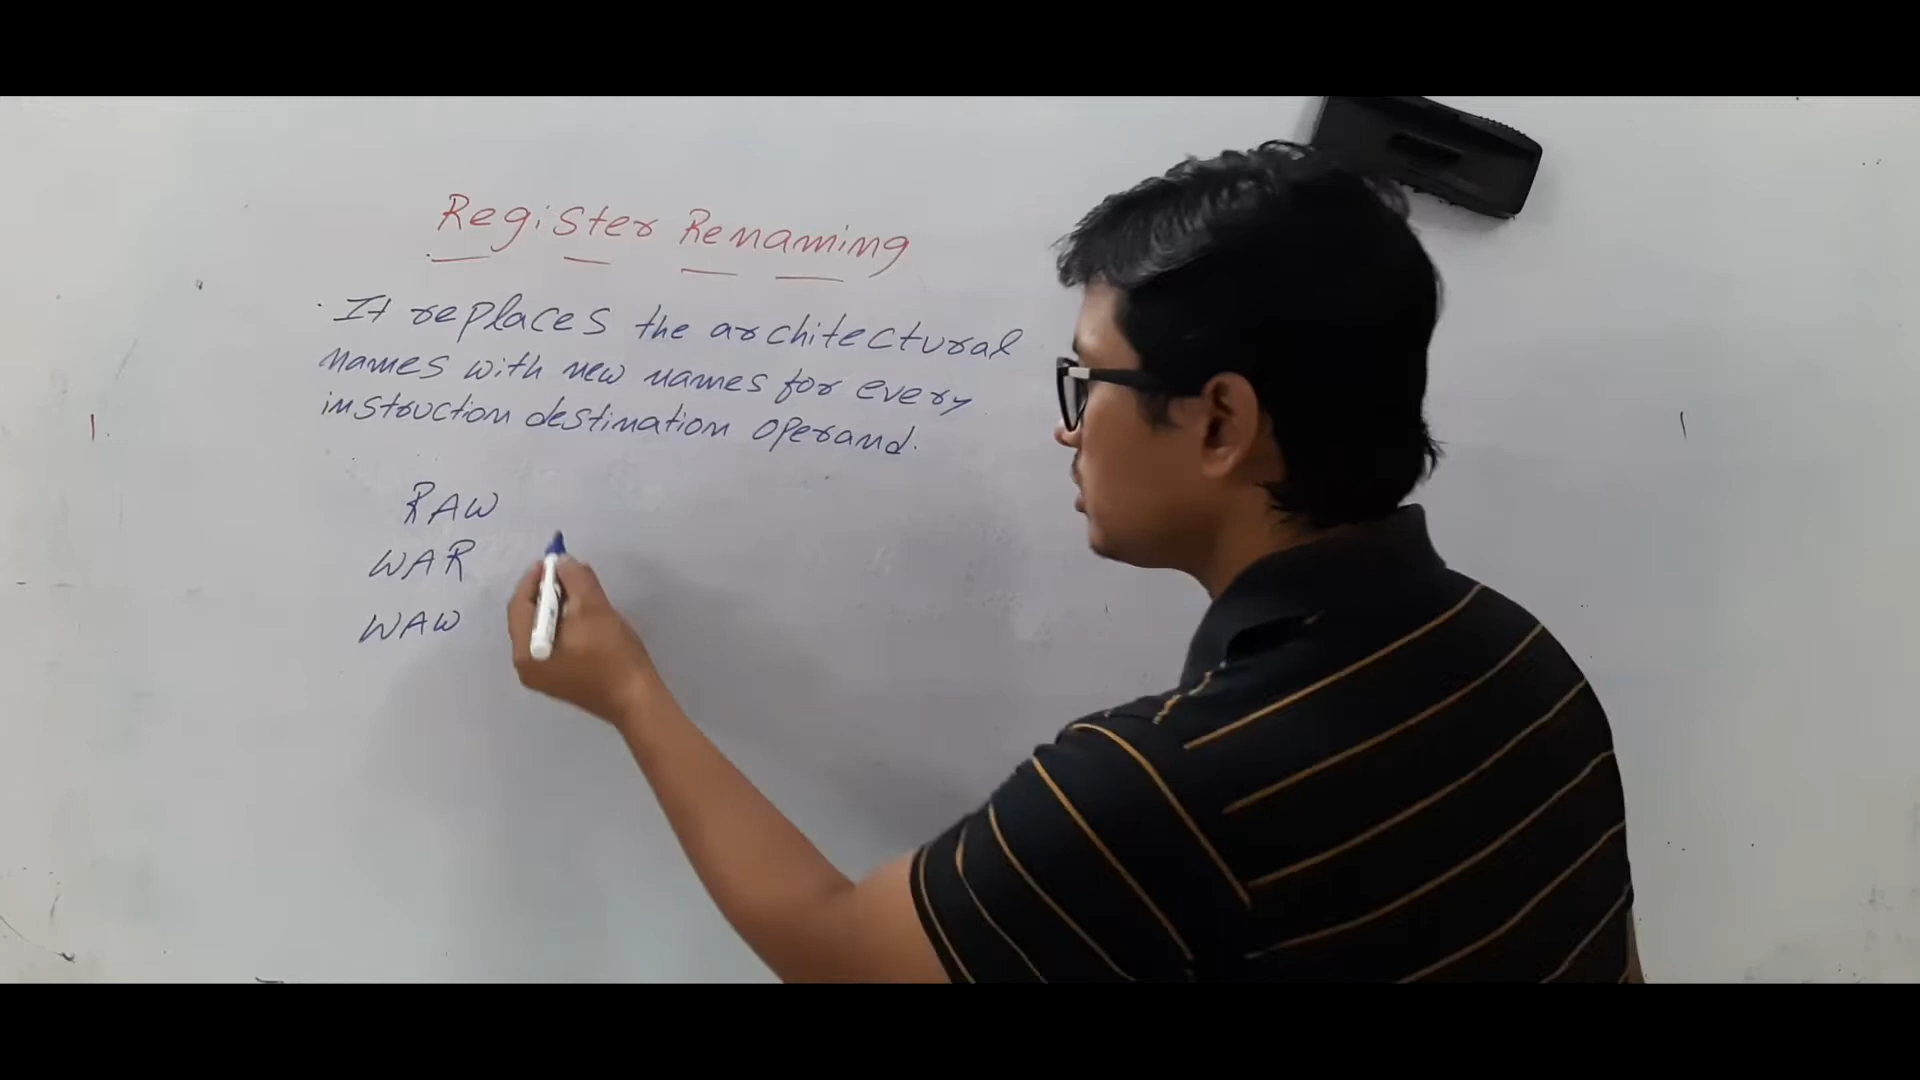 Register Renaming
. It replaces the architectural
names with new names for every
instruction destination operand.
RAW
WAR
WAW